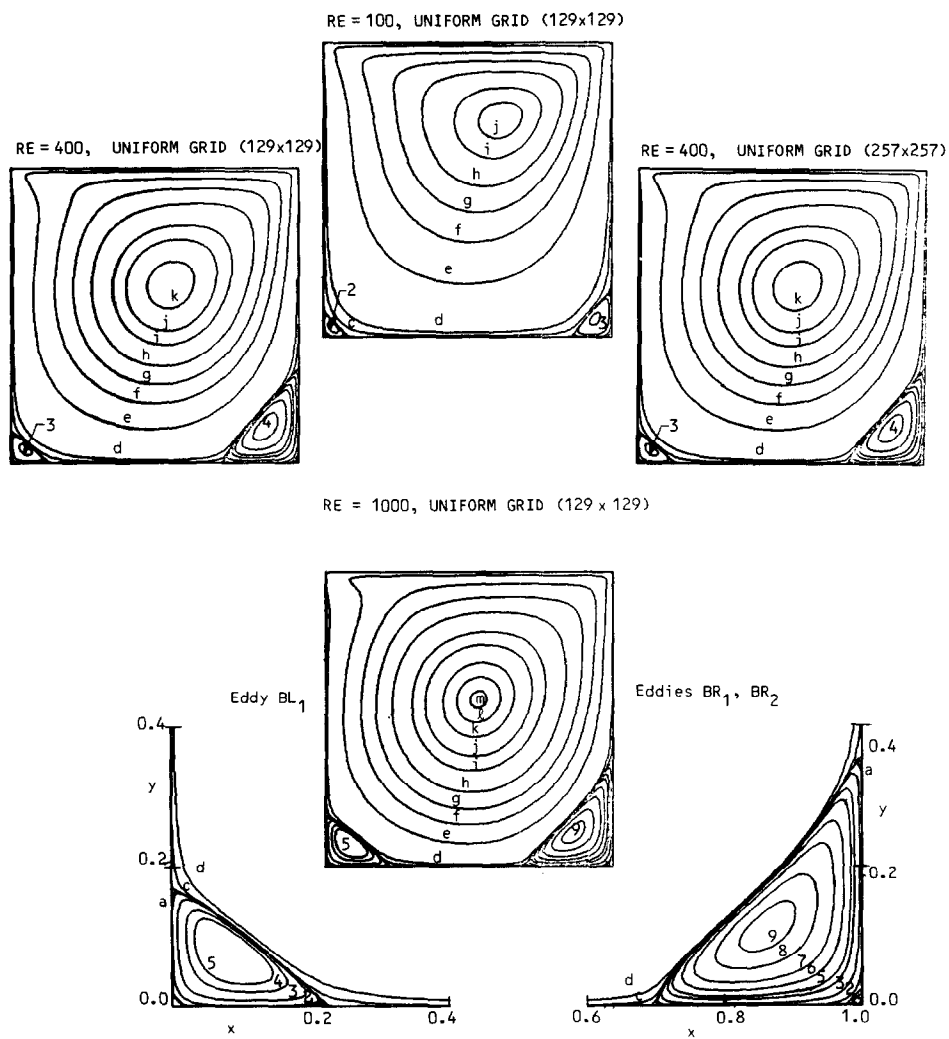 RE = 100, UNIFORM GRID (129x129)
j
i
h
g
f
e
d
c
2
3
RE = 400, UNIFORM GRID (129x129)
k
j
i
h
g
f
e
d
3
4
RE = 400, UNIFORM GRID (257x257)
k
j
i
h
g
f
e
d
3
4
RE = 1000, UNIFORM GRID (129 x 129)
m
ℓ
k
j
i
h
g
f
e
d
5
9
Eddy BL1
0.4
y
0.2
d
c
a
5
4
3
0.0
0.2
0.4
x
Eddies BR1, BR2
0.4
a
y
0.2
9
8
7
6
5
3
2
d
c
0.0
0.6
0.8
1.0
x